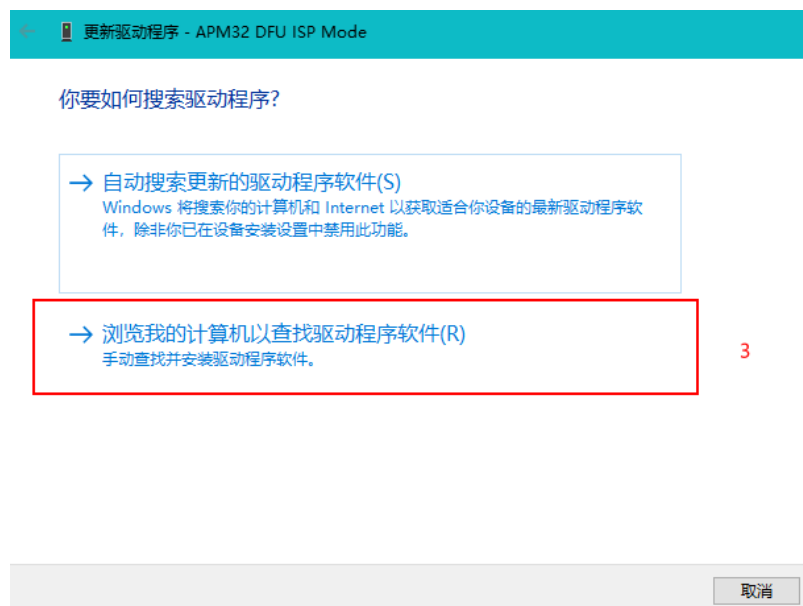 更新驱动程序 - APM32 DFU ISP Mode
你要如何搜索驱动程序?
→ 自动搜索更新的驱动程序软件(S)
Windows 将搜索你的计算机和 Internet 以获取适合你设备的最新驱动程序软
件，除非你已在设备安装设置中禁用此功能。
→ 浏览我的计算机以查找驱动程序软件(R)
手动查找并安装驱动程序软件。
3
取消